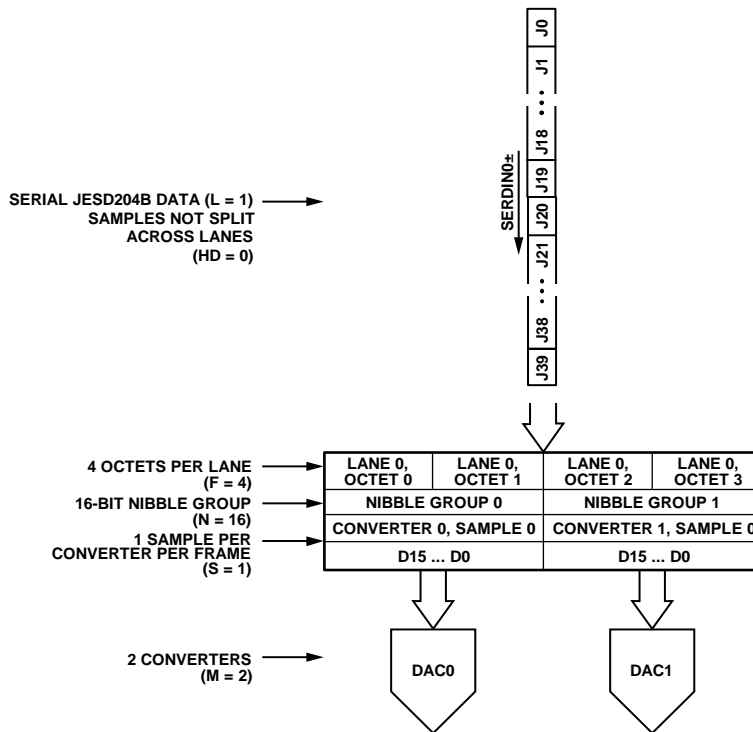 J0
J1
• • •
J18
J19
J20
J21
• • •
J38
J39
SERDIN0±
SERIAL JESD204B DATA (L = 1)
SAMPLES NOT SPLIT
ACROSS LANES
(HD = 0)
4 OCTETS PER LANE
(F = 4)
LANE 0,
OCTET 0
LANE 0,
OCTET 1
LANE 0,
OCTET 2
LANE 0,
OCTET 3
16-BIT NIBBLE GROUP
(N = 16)
NIBBLE GROUP 0
NIBBLE GROUP 1
1 SAMPLE PER
CONVERTER PER FRAME
(S = 1)
CONVERTER 0, SAMPLE 0
CONVERTER 1, SAMPLE 0
D15 ... D0
D15 ... D0
2 CONVERTERS
(M = 2)
DAC0
DAC1